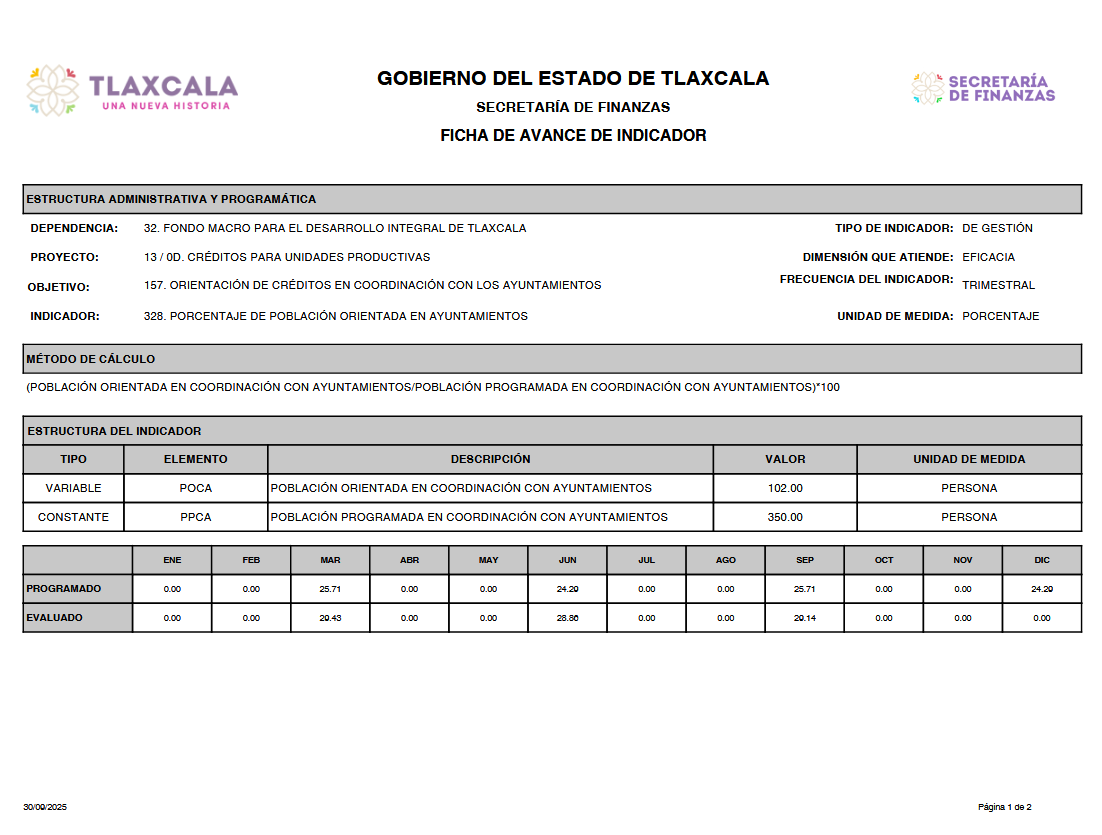 TLAXCALA
UNA NUEVA HISTORIA
GOBIERNO DEL ESTADO DE TLAXCALA
SECRETARÍA DE FINANZAS
FICHA DE AVANCE DE INDICADOR
SECRETARÍA
DE FINANZAS
ESTRUCTURA ADMINISTRATIVA Y PROGRAMÁTICA
DEPENDENCIA: 32. FONDO MACRO PARA EL DESARROLLO INTEGRAL DE TLAXCALA TIPO DE INDICADOR: DE GESTIÓN
PROYECTO: 13 / 0D. CRÉDITOS PARA UNIDADES PRODUCTIVAS DIMENSIÓN QUE ATIENDE: EFICACIA
OBJETIVO: 157. ORIENTACIÓN DE CRÉDITOS EN COORDINACIÓN CON LOS AYUNTAMIENTOS FRECUENCIA DEL INDICADOR: TRIMESTRAL
INDICADOR: 328. PORCENTAJE DE POBLACIÓN ORIENTADA EN AYUNTAMIENTOS UNIDAD DE MEDIDA: PORCENTAJE
MÉTODO DE CÁLCULO
(POBLACIÓN ORIENTADA EN COORDINACIÓN CON AYUNTAMIENTOS/POBLACIÓN PROGRAMADA EN COORDINACIÓN CON AYUNTAMIENTOS)*100
ESTRUCTURA DEL INDICADOR
TIPO ELEMENTO DESCRIPCIÓN VALOR UNIDAD DE MEDIDA
VARIABLE POCA POBLACIÓN ORIENTADA EN COORDINACIÓN CON AYUNTAMIENTOS 102.00 PERSONA
CONSTANTE PPCA POBLACIÓN PROGRAMADA EN COORDINACIÓN CON AYUNTAMIENTOS 350.00 PERSONA
ENE FEB MAR ABR MAY JUN JUL AGO SEP OCT NOV DIC
PROGRAMADO 0.00 0.00 25.71 0.00 0.00 24.29 0.00 0.00 25.71 0.00 0.00 24.29
EVALUADO 0.00 0.00 29.43 0.00 0.00 28.86 0.00 0.00 29.14 0.00 0.00 0.00
30/09/2025 Página 1 de 2